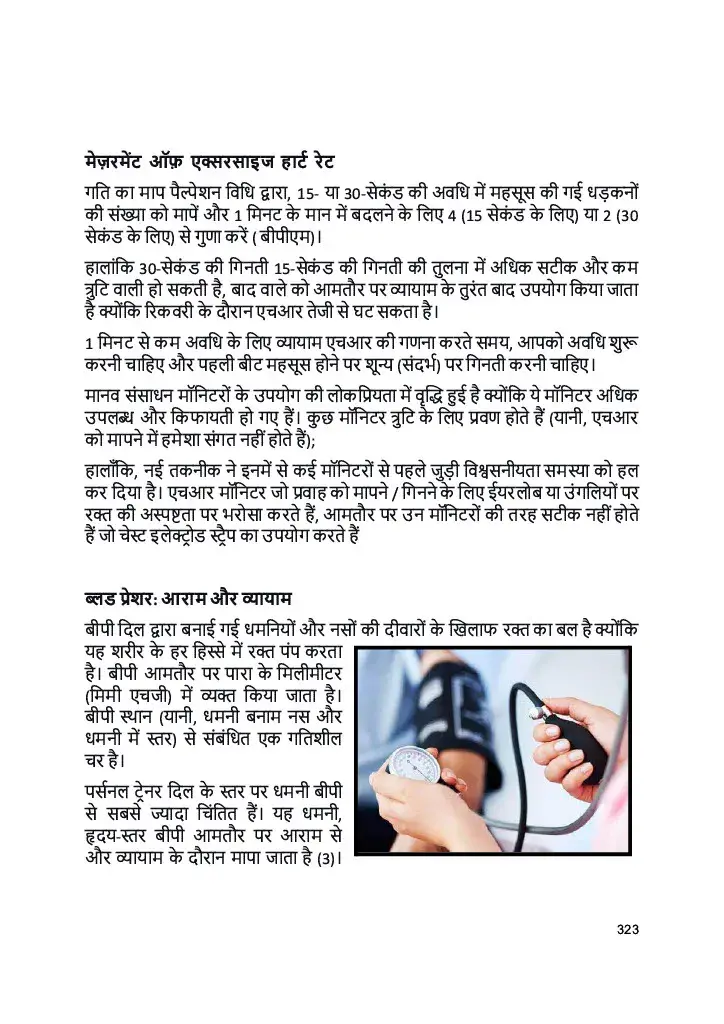 मेज़रमेंट ऑफ़ एक्सरसाइज हार्ट रेट
गति का माप पैल्पेशन विधि द्वारा, 15- या 30-सेकंड की अवधि में महसूस की गई धड़कनों
की संख्या को मापें और 1 मिनट के मान में बदलने के लिए 4 (15 सेकंड के लिए) या 2 (30
सेकंड के लिए) से गुणा करें ( बीपीएम)।
हालांकि 30-सेकंड की गिनती 15-सेकंड की गिनती की तुलना में अधिक सटीक और कम
त्रुटि वाली हो सकती है, बाद वाले को आमतौर पर व्यायाम के तुरंत बाद उपयोग किया जाता
है क्योंकि रिकवरी के दौरान एचआर तेजी से घट सकता है।
1 मिनट से कम अवधि के लिए व्यायाम एचआर की गणना करते समय, आपको अवधि शुरू
करनी चाहिए और पहली बीट महसूस होने पर शून्य (संदर्भ) पर गिनती करनी चाहिए।
मानव संसाधन मॉनिटरों के उपयोग की लोकप्रियता में वृद्धि हुई है क्योंकि ये मॉनिटर अधिक
उपलब्ध और किफायती हो गए हैं। कुछ मॉनिटर त्रुटि के लिए प्रवण होते हैं (यानी, एचआर
को मापने में हमेशा संगत नहीं होते हैं);
हालाँकि, नई तकनीक ने इनमें से कई मॉनिटरों से पहले जुड़ी विश्वसनीयता समस्या को हल
कर दिया है। एचआर मॉनिटर जो प्रवाह को मापने / गिनने के लिए ईयरलोब या उंगलियों पर
रक्त की अस्पष्टता पर भरोसा करते हैं, आमतौर पर उन मॉनिटरों की तरह सटीक नहीं होते
हैं जो चेस्ट इलेक्ट्रोड स्ट्रैप का उपयोग करते हैं
ब्लड प्रेशर: आराम और व्यायाम
बीपी दिल द्वारा बनाई गई धमनियों और नसों की दीवारों के खिलाफ रक्त का बल है क्योंकि
यह शरीर के हर हिस्से में रक्त पंप करता
है। बीपी आमतौर पर पारा के मिलीमीटर
(मिमी एचजी) में व्यक्त किया जाता है।
बीपी स्थान (यानी, धमनी बनाम नस और
धमनी में स्तर) से संबंधित एक गतिशील
चर है।
पर्सनल ट्रेनर दिल के स्तर पर धमनी बीपी
से सबसे ज्यादा चिंतित हैं। यह धमनी,
हृदय-स्तर बीपी आमतौर पर आराम से
और व्यायाम के दौरान मापा जाता है (3)।
323